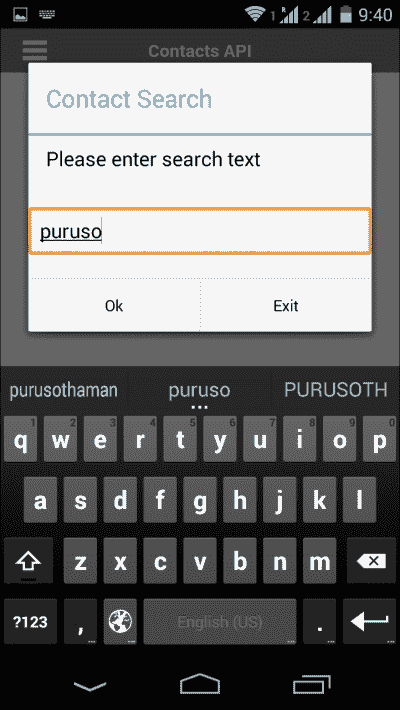 R 1 2 9:40
Contacts API
Contact Search
Please enter search text
puruso
Ok Exit
purusothaman puruso PURUSOTH
1 2 3 4 5 6 7 8 9 0
q w e r t y u i o p
a s d f g h j k l
z x c v b n m
?123 , English (US) .